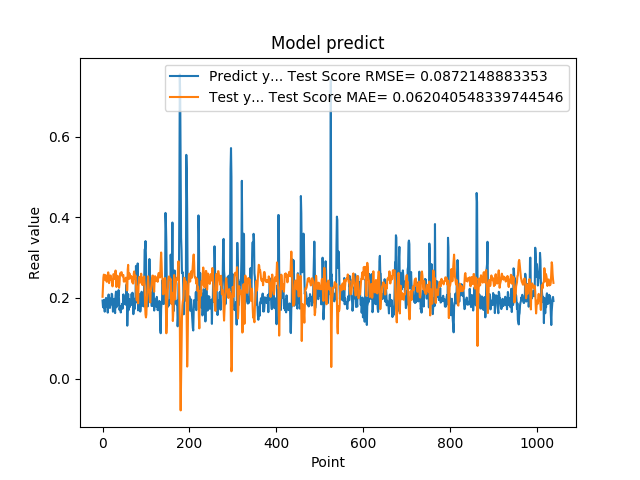 Model predict
Predict y... Test Score RMSE= 0.0872148883353
Test y... Test Score MAE= 0.062040548339744546
Real value
0.6
0.4
0.2
0.0
0
200
400
600
800
1000
Point